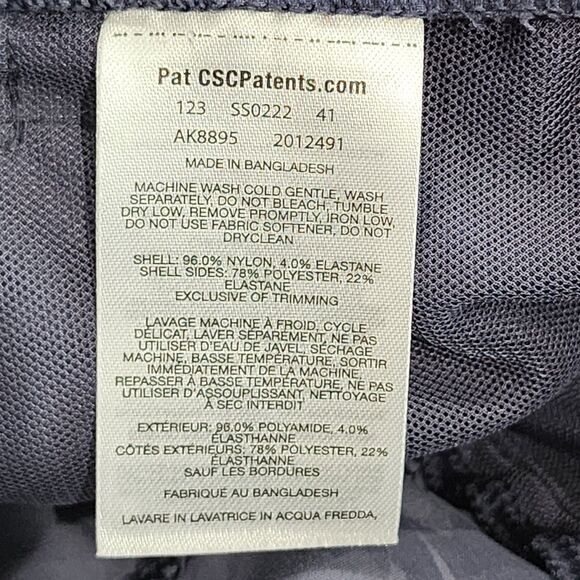 Pat CSCPatents.com
123 SS0222 41
AK8895 2012491
MADE IN BANGLADESH
MACHINE WASH COLD GENTLE, WASH
SEPARATELY, DO NOT BLEACH, TUMBLE
DRY LOW, REMOVE PROMPTLY, IRON LOW,
DO NOT USE FABRIC SOFTENER, DO NOT
DRYCLEAN
SHELL: 96.0% NYLON, 4.0% ELASTANE
SHELL SIDES: 78% POLYESTER, 22%
ELASTANE
EXCLUSIVE OF TRIMMING
LAVAGE MACHINE À FROID, CYCLE
DÉLICAT, LAVER SÉPARÉMENT, NE PAS
UTILISER D'EAU DE JAVEL, SÉCHAGE
MACHINE, BASSE TEMPÉRATURE, SORTIR
IMMÉDIATEMENT DE LA MACHINE,
REPASSER À BASSE TEMPÉRATURE, NE PAS
UTILISER D'ASSOUPLISSANT, NETTOYAGE
À SEC INTERDIT
EXTÉRIEUR: 96.0% POLYAMIDE, 4.0%
ÉLASTHANNE
CÔTÉS EXTÉRIEURS: 78% POLYESTER, 22%
ÉLASTHANNE
SAUF LES BORDURES
FABRIQUÉ AU BANGLADESH
LAVARE IN LAVATRICE IN ACQUA FREDDA,